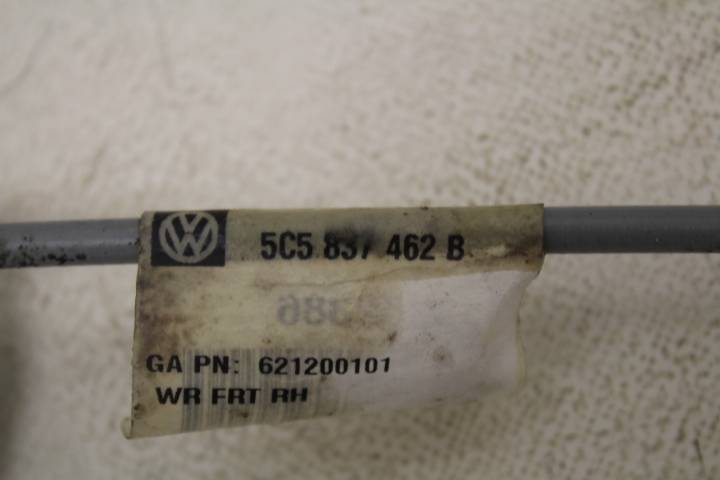 5C5 837 462 B
GA PN: 621200101
WR FRT RH